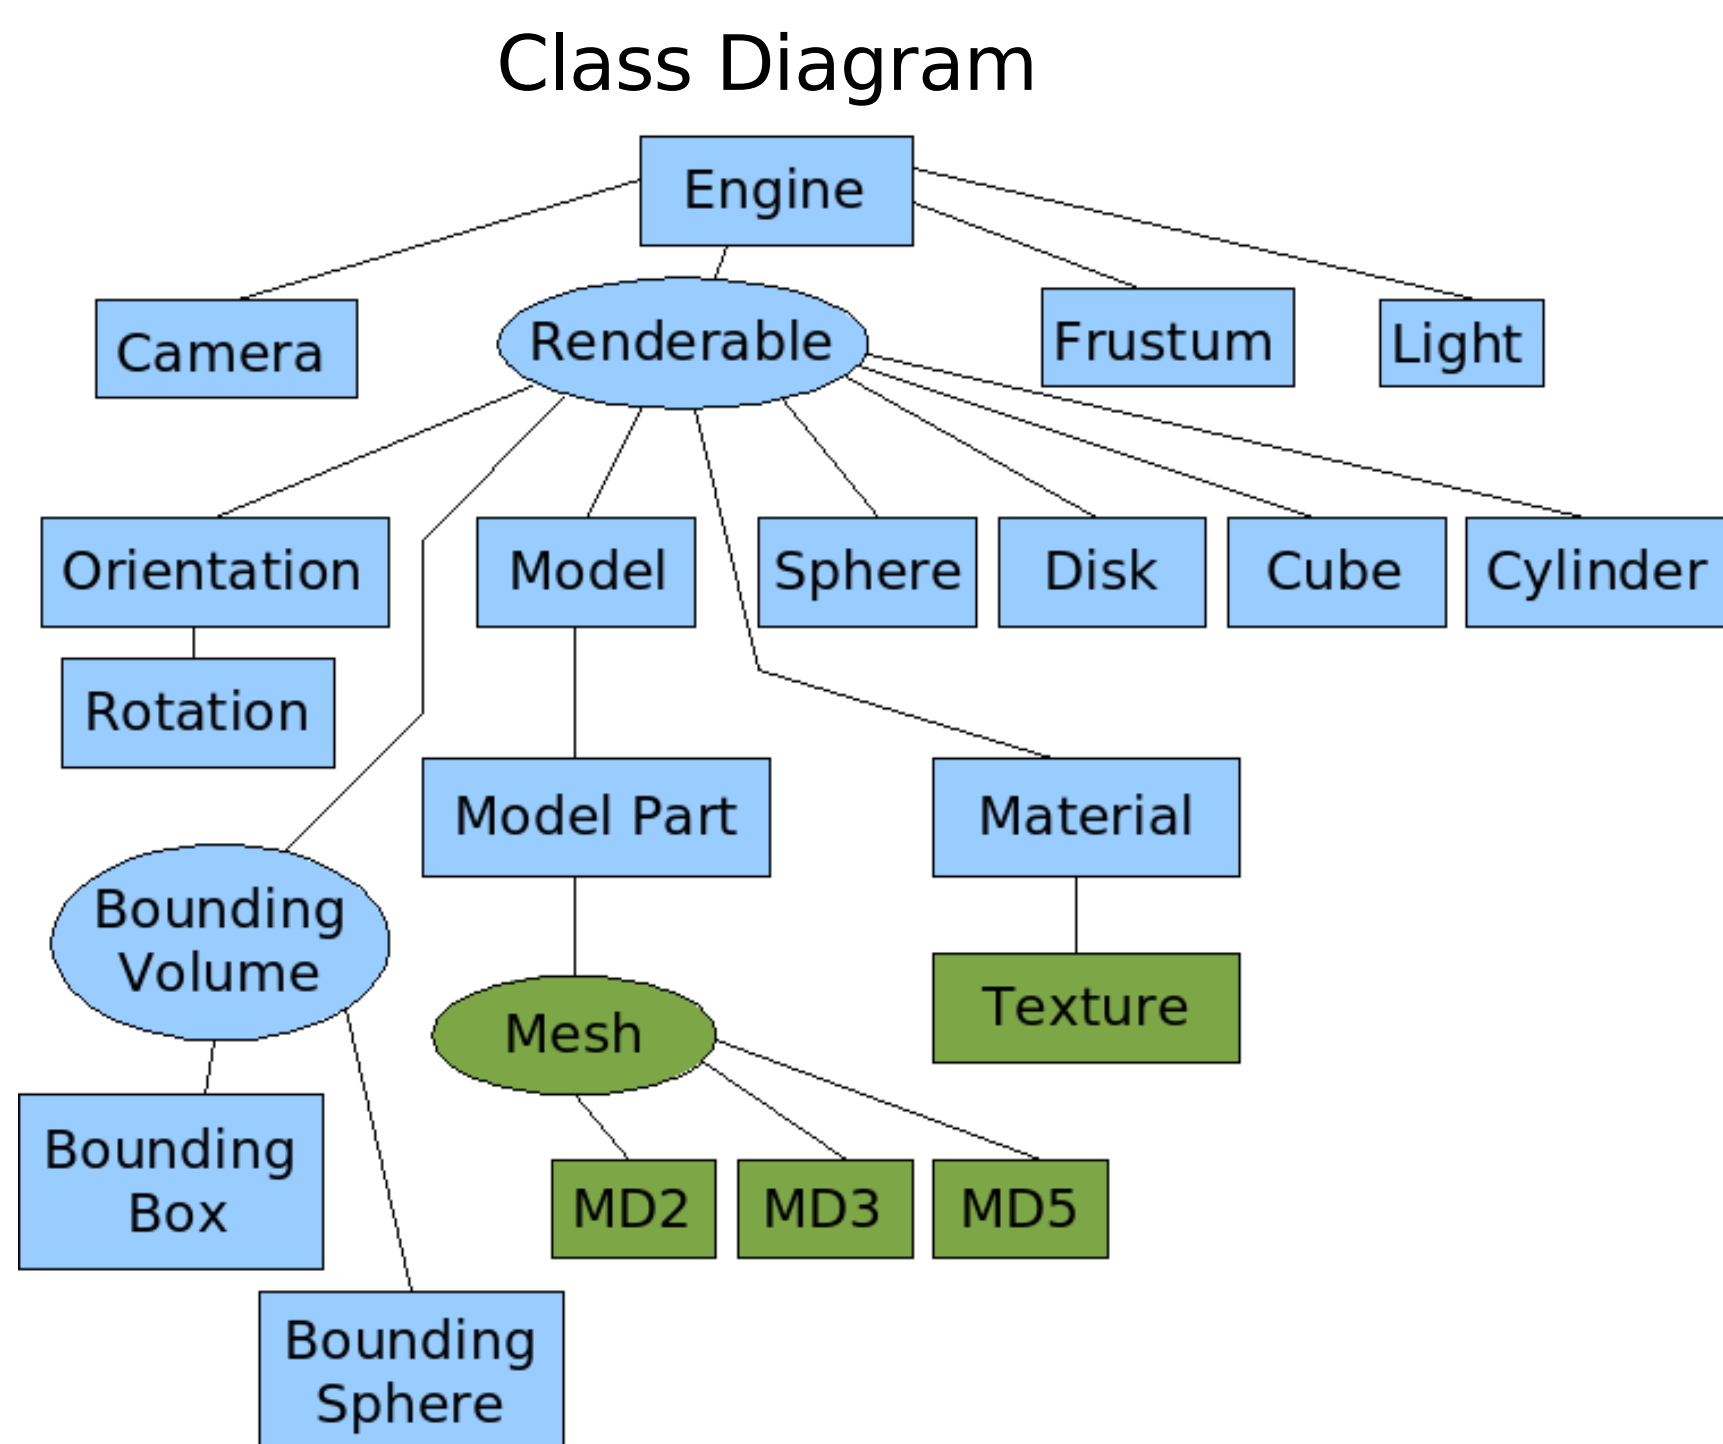 Class Diagram
Engine
Camera
Renderable
Frustum
Light
Orientation
Model
Sphere
Disk
Cube
Cylinder
Rotation
Model Part
Material
Bounding
Volume
Mesh
Texture
Bounding
Box
MD2
MD3
MD5
Bounding
Sphere